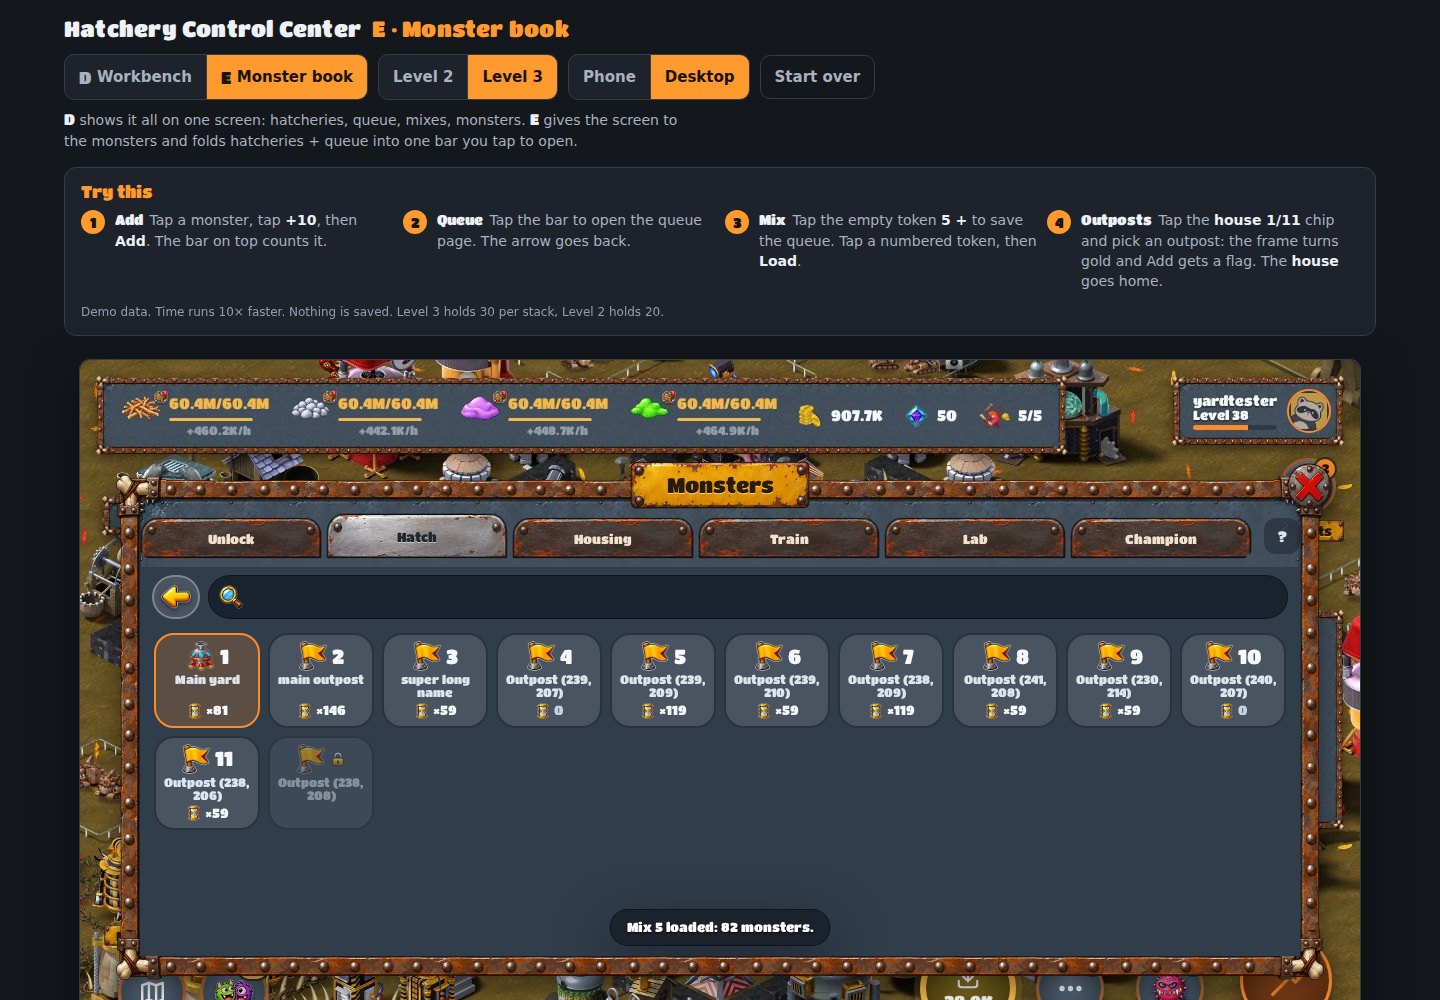 Hatchery Control Center E · Monster book
D Workbench E Monster book Level 2 Level 3 Phone Desktop Start over
D shows it all on one screen: hatcheries, queue, mixes, monsters. E gives the screen to
the monsters and folds hatcheries + queue into one bar you tap to open.
Try this
1 Add Tap a monster, tap +10, then
Add. The bar on top counts it.
2 Queue Tap the bar to open the queue
page. The arrow goes back.
3 Mix Tap the empty token 5 + to save
the queue. Tap a numbered token, then
Load.
4 Outposts Tap the house 1/11 chip
and pick an outpost: the frame turns
gold and Add gets a flag. The house
goes home.
Demo data. Time runs 10× faster. Nothing is saved. Level 3 holds 30 per stack, Level 2 holds 20.
60.4M/60.4M 60.4M/60.4M 60.4M/60.4M 60.4M/60.4M 907.7K 50 5/5
+460.2K/h +442.1K/h +448.7K/h +464.9K/h
yardtester
Level 38
Monsters
Unlock Hatch Housing Train Lab Champion ?
1
Main yard
×81
2
main outpost
×146
3
super long
name
×59
4
Outpost (239,
207)
0
5
Outpost (239,
209)
×119
6
Outpost (239,
210)
×59
7
Outpost (238,
209)
×119
8
Outpost (241,
208)
×59
9
Outpost (230,
214)
×59
10
Outpost (240,
207)
0
11
Outpost (238,
206)
×59
Outpost (238,
208)
Mix 5 loaded: 82 monsters.